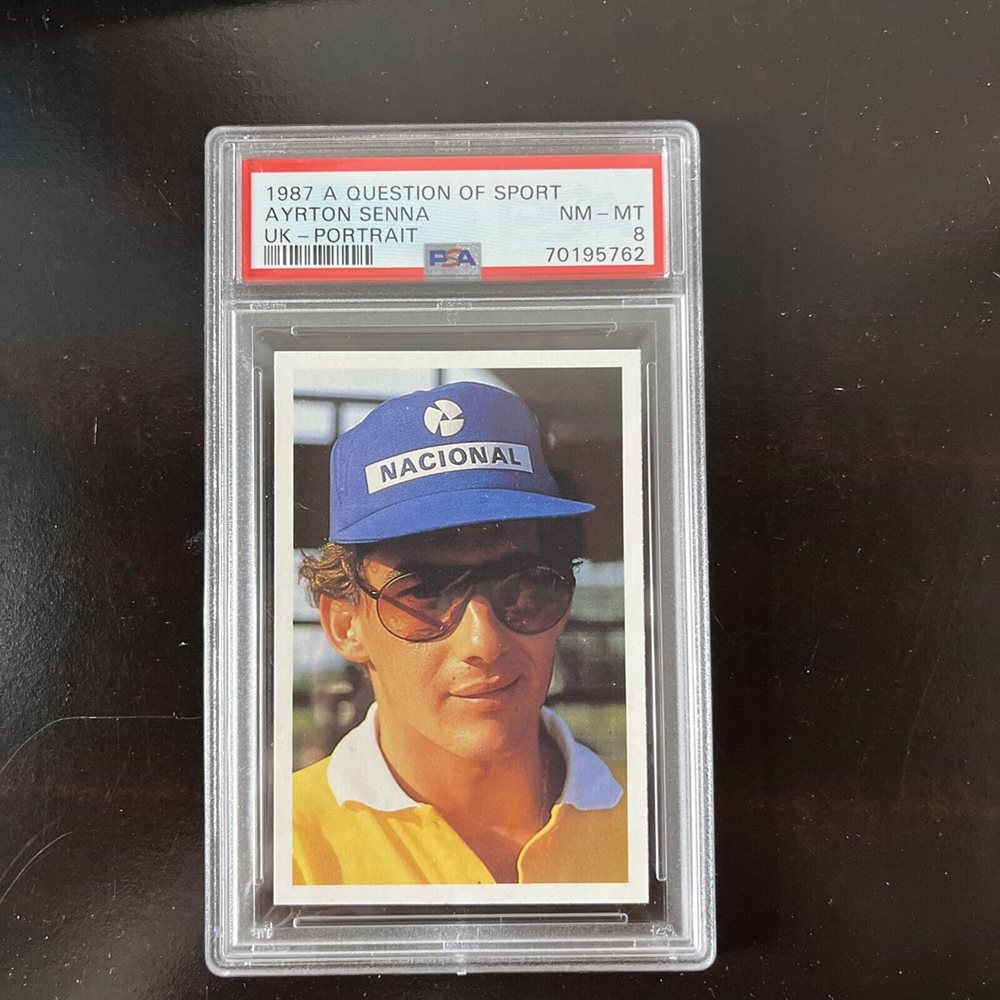 1987 A QUESTION OF SPORT
AYRTON SENNA NM - MT
UK - PORTRAIT 8
PSA 70195762
NACIONAL